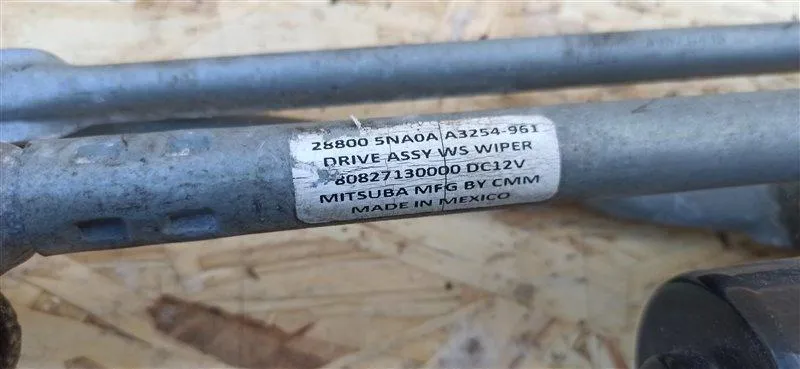 28800 5NA0A A3254-961
DRIVE ASSY WS WIPER
80827130000 DC12V
MITSUBA MFG BY CMM
MADE IN MEXICO